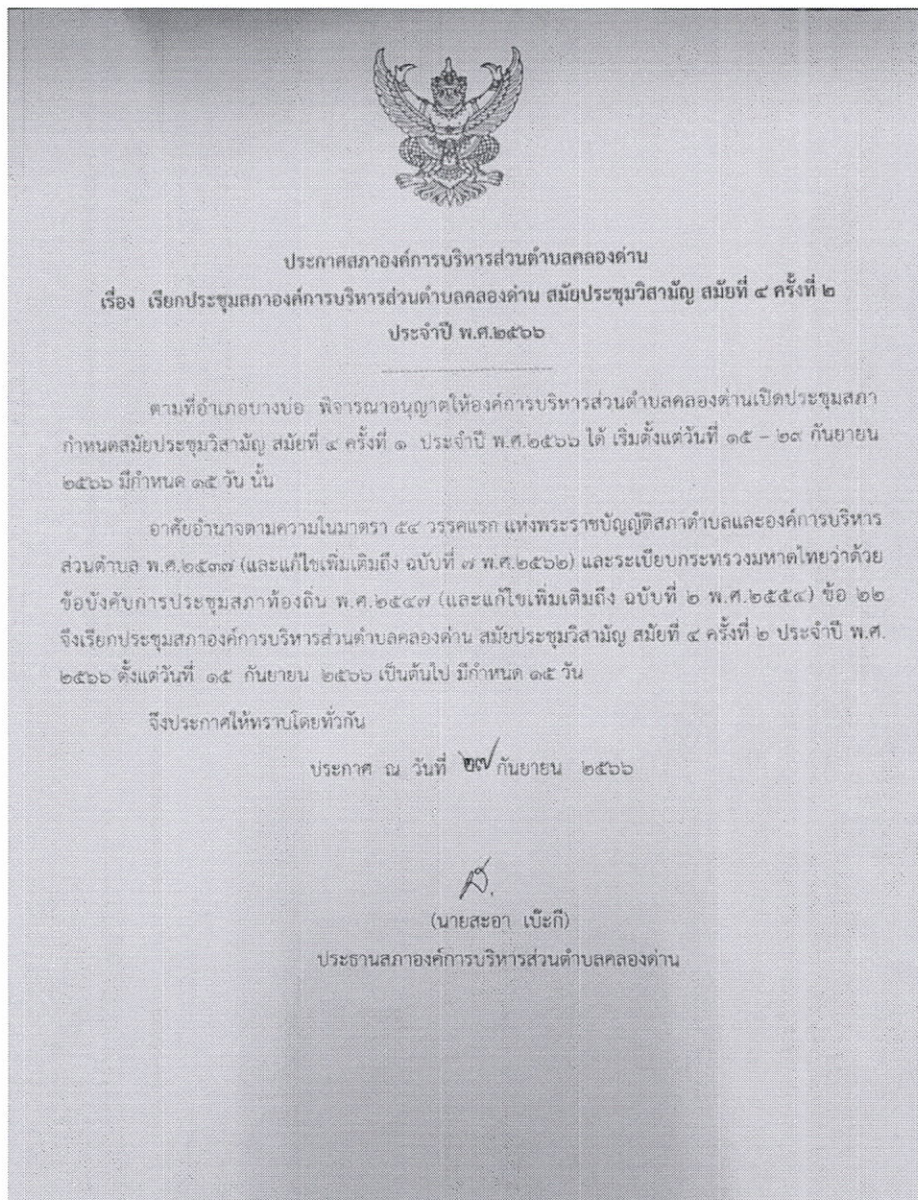 ประกาศสภาองค์การบริหารส่วนตำบลคลองด่าน
เรื่อง เรียกประชุมสภาองค์การบริหารส่วนตำบลคลองด่าน สมัยประชุมวิสามัญ สมัยที่ ๔ ครั้งที่ ๒
ประจำปี พ.ศ.๒๕๖๖
ตามที่อำเภอบางบ่อ พิจารณาอนุญาตให้องค์การบริหารส่วนตำบลคลองด่านเปิดประชุมสภา
กำหนดสมัยประชุมวิสามัญ สมัยที่ ๔ ครั้งที่ ๑ ประจำปี พ.ศ.๒๕๖๖ ได้ เริ่มตั้งแต่วันที่ ๑๕ – ๒๙ กันยายน
๒๕๖๖ มีกำหนด ๑๕ วัน นั้น
อาศัยอำนาจตามความในมาตรา ๕๔ วรรคแรก แห่งพระราชบัญญัติสภาตำบลและองค์การบริหาร
ส่วนตำบล พ.ศ.๒๕๓๗ (และแก้ไขเพิ่มเติมถึง ฉบับที่ ๗ พ.ศ.๒๕๖๒) และระเบียบกระทรวงมหาดไทยว่าด้วย
ข้อบังคับการประชุมสภาท้องถิ่น พ.ศ.๒๕๔๗ (และแก้ไขเพิ่มเติมถึง ฉบับที่ ๒ พ.ศ.๒๕๕๔) ข้อ ๒๒
จึงเรียกประชุมสภาองค์การบริหารส่วนตำบลคลองด่าน สมัยประชุมวิสามัญ สมัยที่ ๔ ครั้งที่ ๒ ประจำปี พ.ศ.
๒๕๖๖ ตั้งแต่วันที่ ๑๕ กันยายน ๒๕๖๖ เป็นต้นไป มีกำหนด ๑๕ วัน
จึงประกาศให้ทราบโดยทั่วกัน
ประกาศ ณ วันที่ ๒๗ กันยายน ๒๕๖๖
(นายสะอา เบ๊ะกี)
ประธานสภาองค์การบริหารส่วนตำบลคลองด่าน